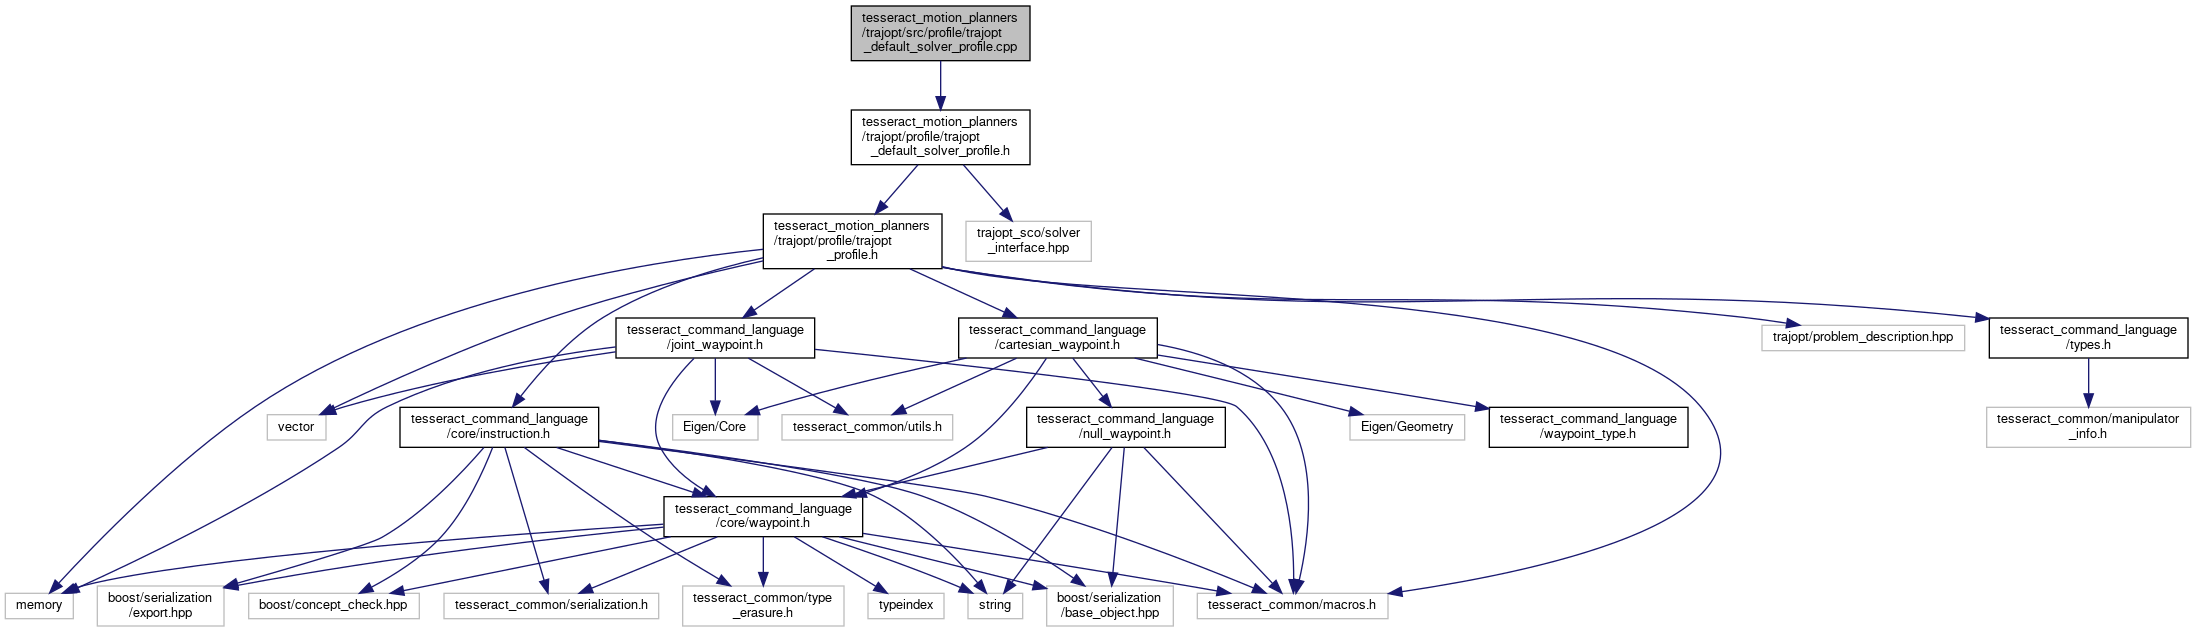 tesseract_motion_planners
/trajopt/src/profile/trajopt
_default_solver_profile.cpp
tesseract_motion_planners
/trajopt/profile/trajopt
_default_solver_profile.h
tesseract_motion_planners
/trajopt/profile/trajopt
_profile.h
trajopt_sco/solver
_interface.hpp
tesseract_command_language
/joint_waypoint.h
tesseract_command_language
/cartesian_waypoint.h
trajopt/problem_description.hpp
tesseract_command_language
/types.h
vector
tesseract_command_language
/core/instruction.h
Eigen/Core
tesseract_common/utils.h
tesseract_command_language
/null_waypoint.h
Eigen/Geometry
tesseract_command_language
/waypoint_type.h
tesseract_common/manipulator
_info.h
tesseract_command_language
/core/waypoint.h
memory
boost/serialization
/export.hpp
boost/concept_check.hpp
tesseract_common/serialization.h
tesseract_common/type
_erasure.h
typeindex
string
boost/serialization
/base_object.hpp
tesseract_common/macros.h